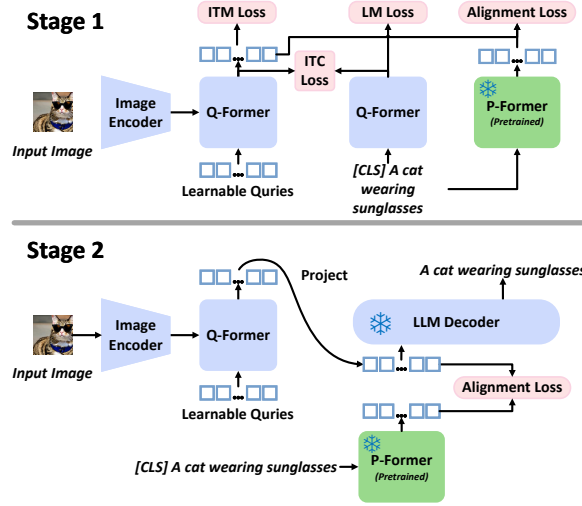 Stage 1
ITM Loss
LM Loss
Alignment Loss
...
...
ITC
Loss
Image
Encoder
Q-Former
Q-Former
P-Former
(Pretrained)
Input Image
...
Learnable Quries
[CLS] A cat
wearing
sunglasses
Stage 2
...
Project
A cat wearing sunglasses
Image
Encoder
Q-Former
LLM Decoder
Input Image
...
...
Alignment Loss
Learnable Quries
...
[CLS] A cat wearing sunglasses
P-Former
(Pretrained)